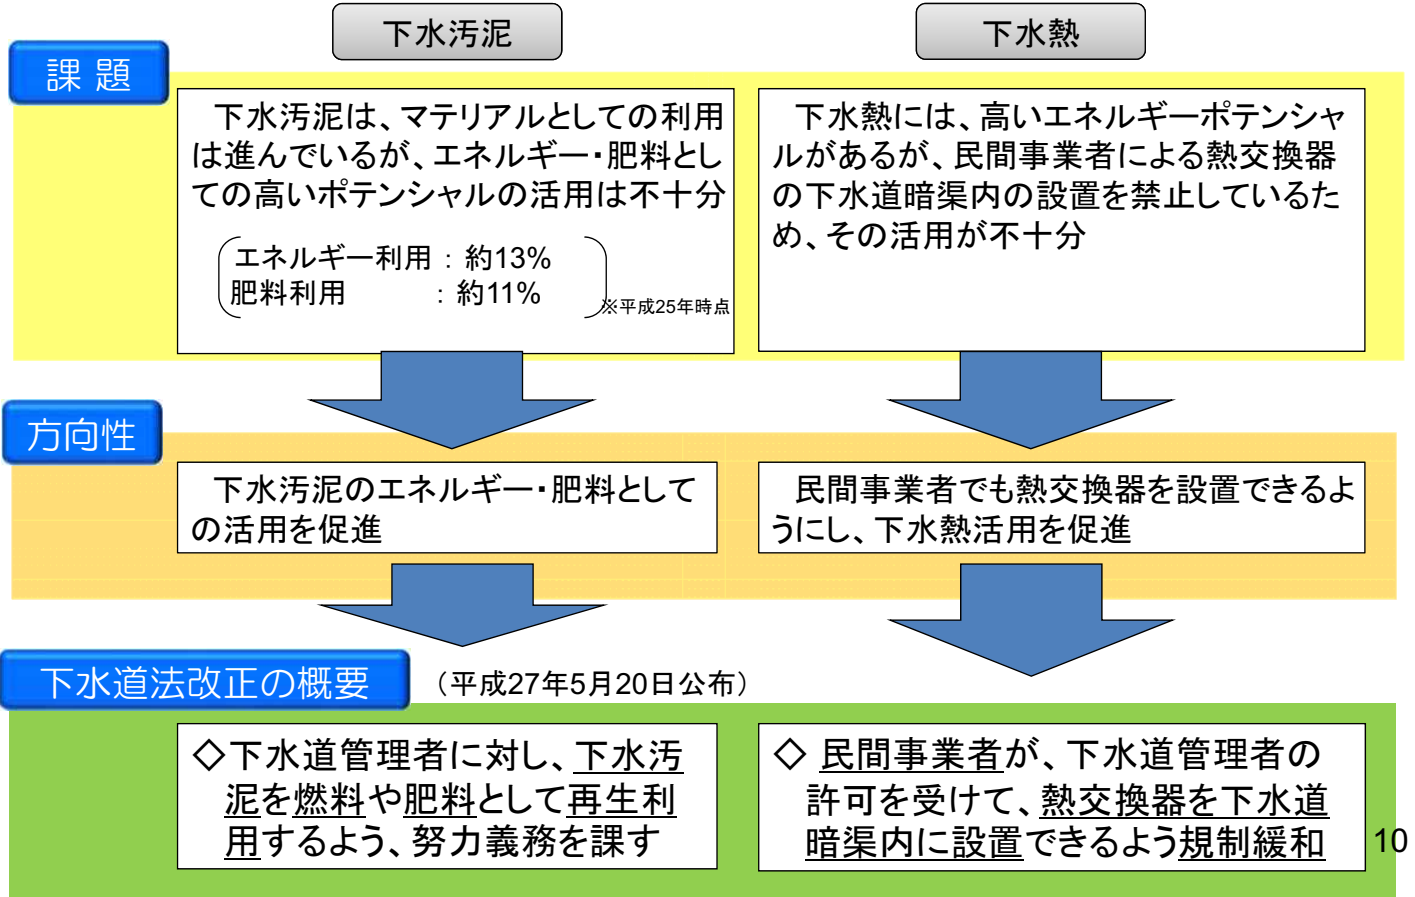 下水汚泥
下水熱
課 題
下水汚泥は、マテリアルとしての利用
は進んでいるが、エネルギー・肥料とし
ての高いポテンシャルの活用は不十分
エネルギー利用 : 約13%
肥料利用 : 約11%
※平成25年時点
下水熱には、高いエネルギーポテンシャ
ルがあるが、民間事業者による熱交換器
の下水道暗渠内の設置を禁止しているた
め、その活用が不十分
方向性
下水汚泥のエネルギー・肥料として
の活用を促進
民間事業者でも熱交換器を設置できるよ
うにし、下水熱活用を促進
下水道法改正の概要
（平成27年5月20日公布）
◇下水道管理者に対し、下水汚
泥を燃料や肥料として再生利
用するよう、努力義務を課す
◇ 民間事業者が、下水道管理者の
許可を受けて、熱交換器を下水道
暗渠内に設置できるよう規制緩和
10